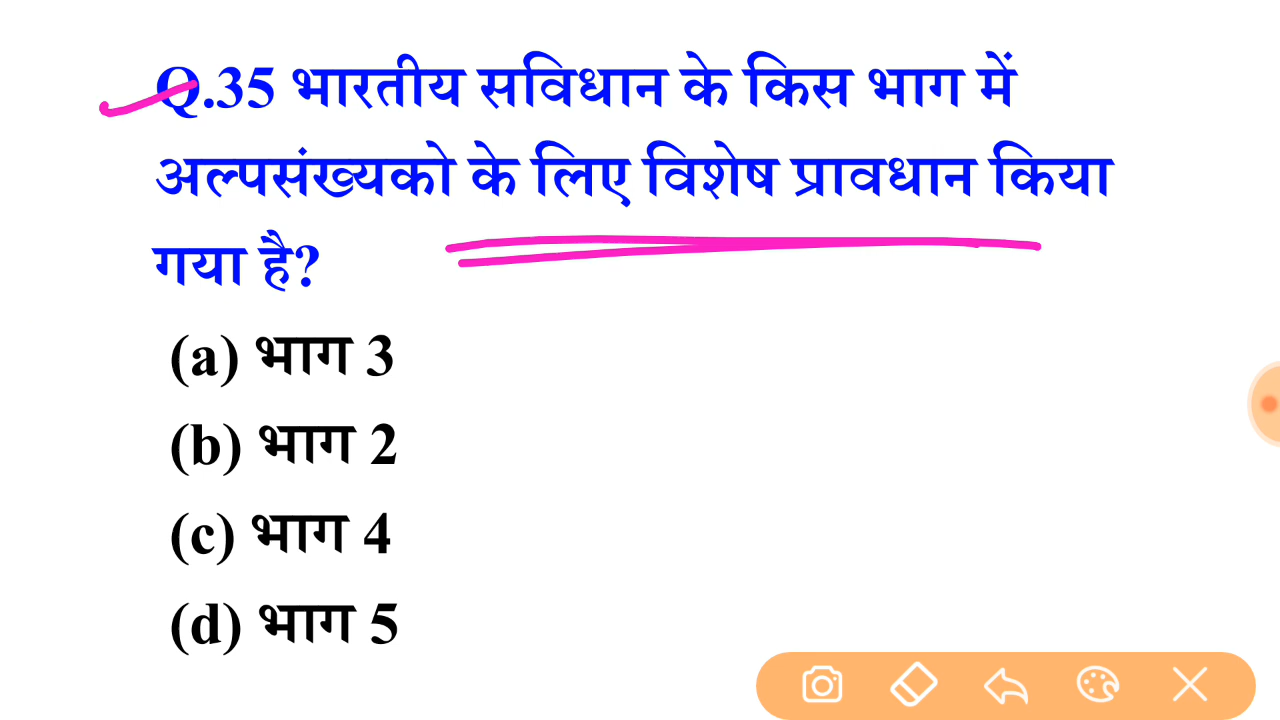 Q.35 भारतीय सविधान के किस भाग में
अल्पसंख्यको के लिए विशेष प्रावधान किया
गया है?
(a) भाग 3
(b) भाग 2
(c) भाग 4
(d) भाग 5